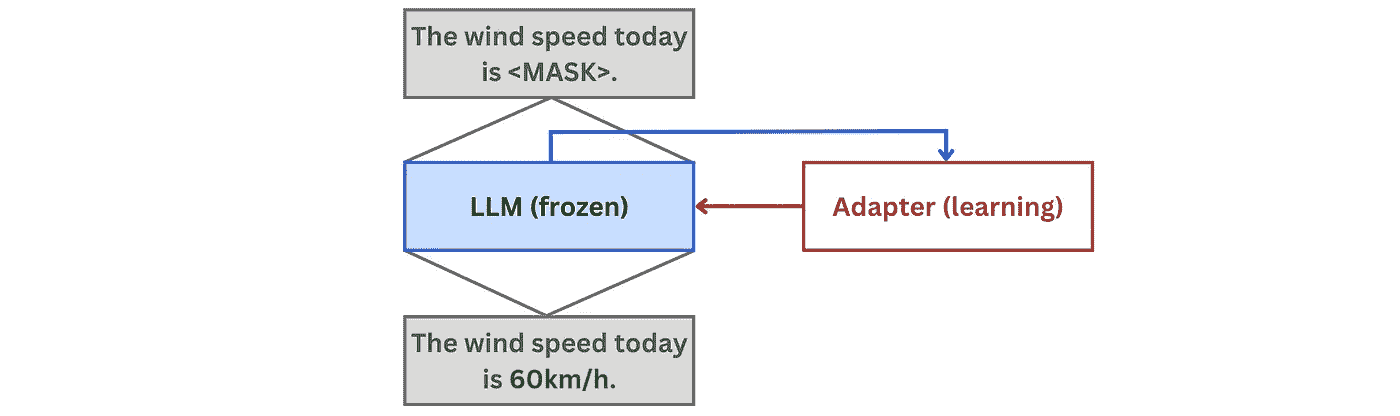 The wind speed today
is <MASK>.
LLM (frozen)
Adapter (learning)
The wind speed today
is 60km/h.